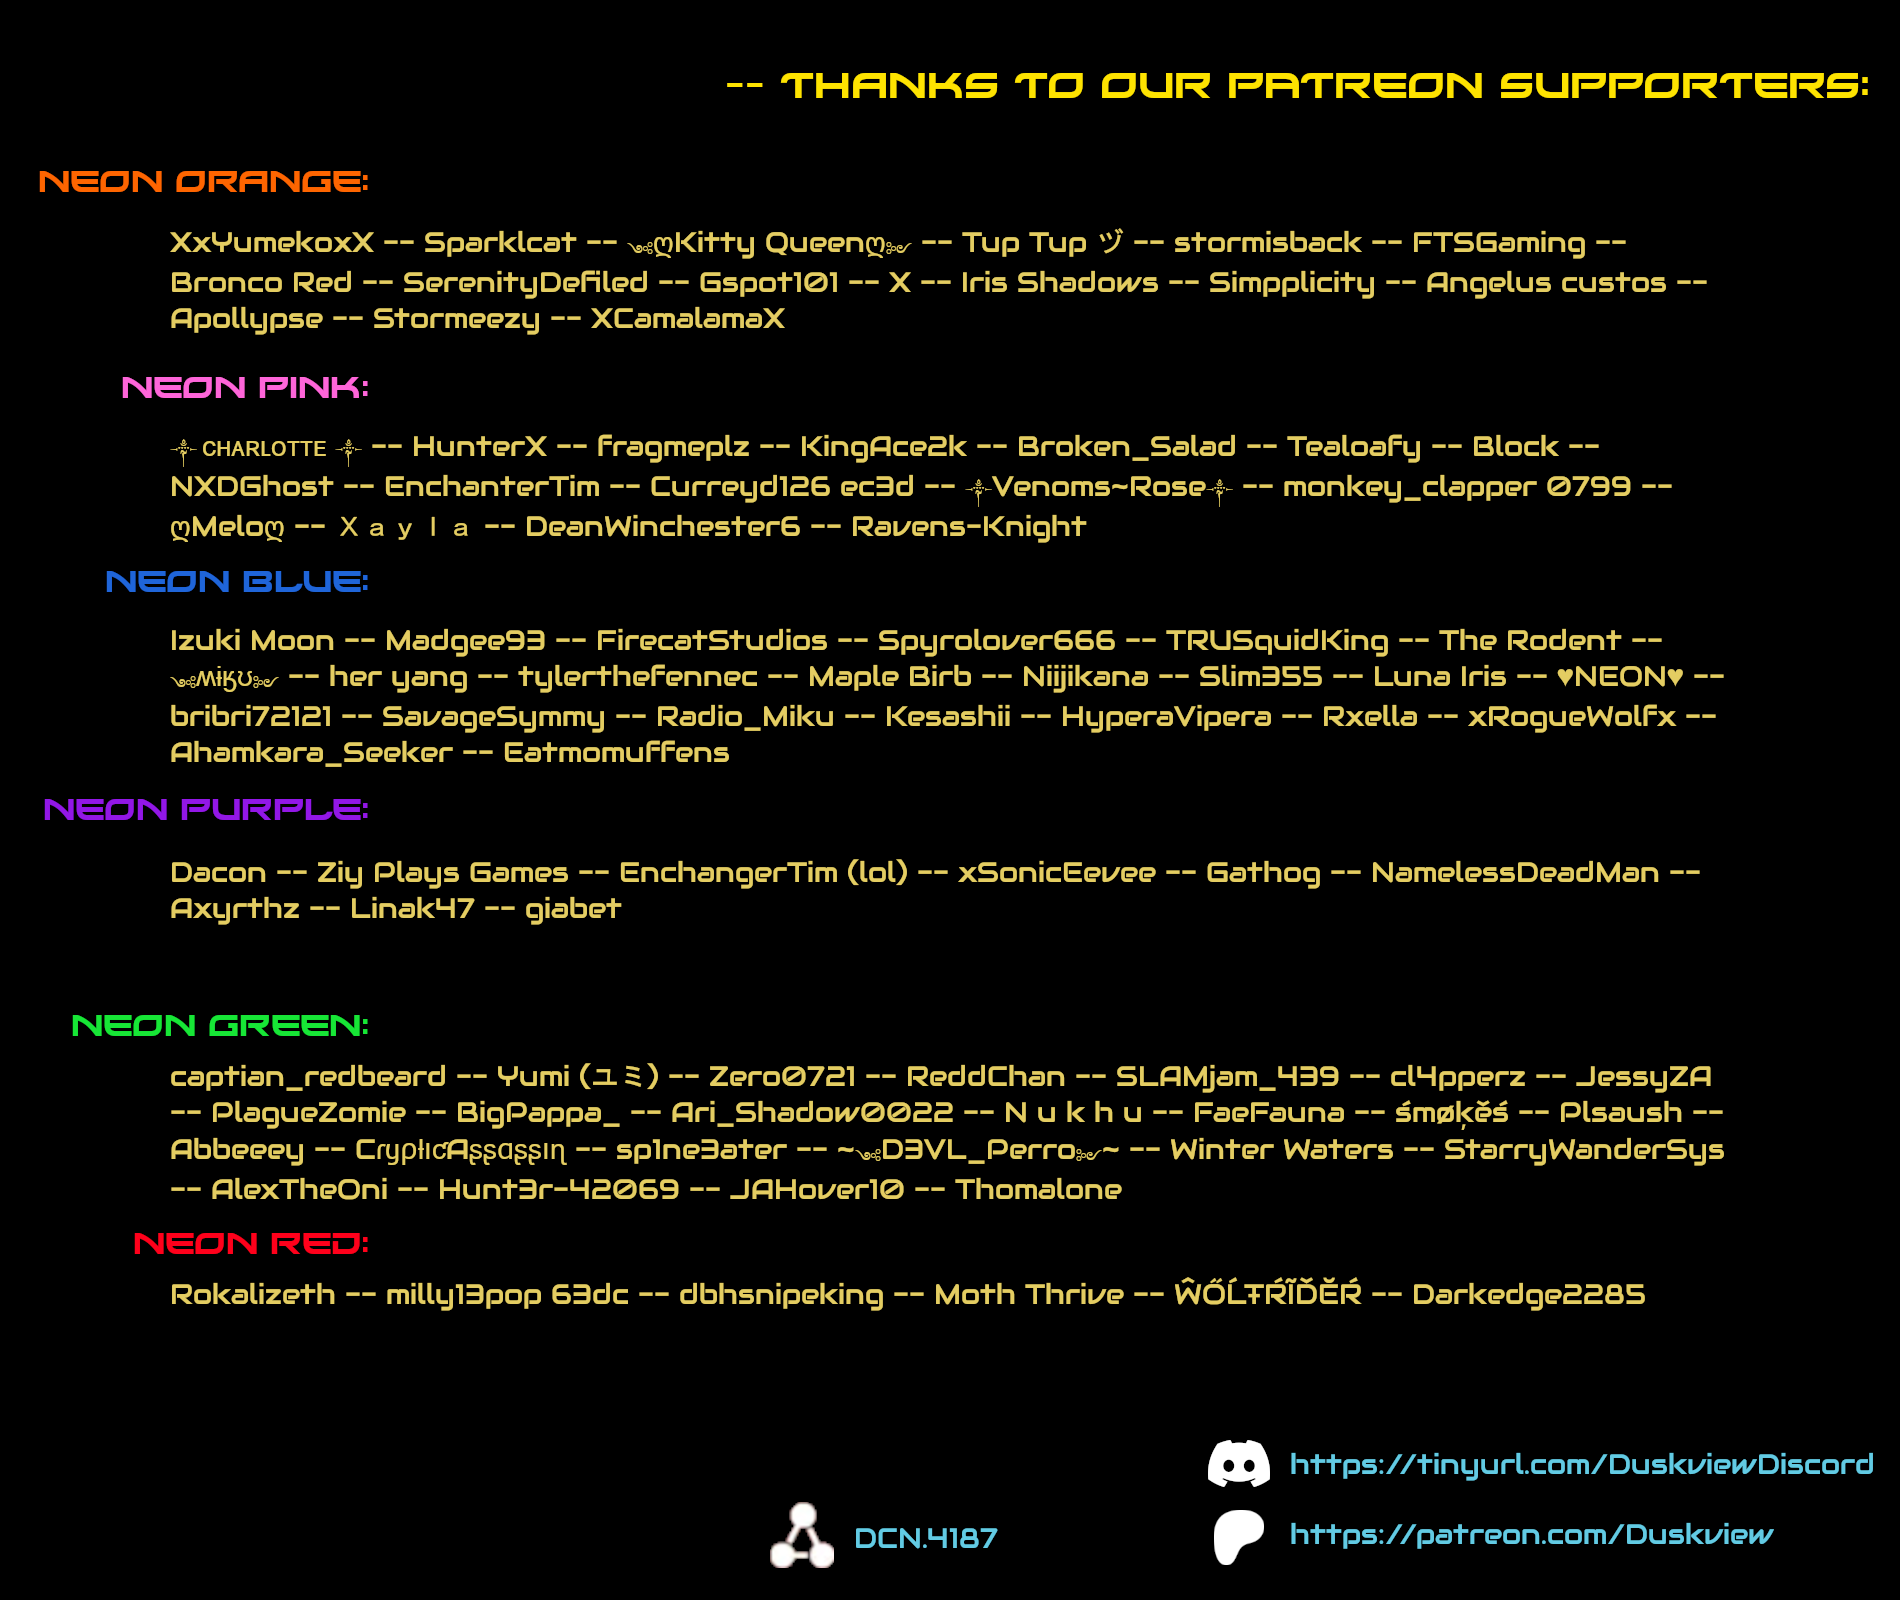 -- THANKS TO OUR PATREON SUPPORTERS:
NEON ORANGE:
XxYumekoxX -- Sparklcat -- ༺ღKitty Queenღ༻ -- Tup Tup ヅ -- stormisback -- FTSGaming --
Bronco Red -- SerenityDefiled -- Gspot101 -- X -- Iris Shadows -- Simpplicity -- Angelus custos --
Apollypse -- Stormeezy -- XCamalamaX
NEON PINK:
༒ ᴄʜᴀʀʟᴏᴛᴛᴇ ༒ -- HunterX -- fragmeplz -- KingAce2k -- Broken_Salad -- Tealoafy -- Block --
NXDGhost -- EnchanterTim -- Curreyd126 ec3d -- ༒Venoms~Rose༒ -- monkey_clapper 0799 --
ღMeloღ -- Ｘａｙｌａ -- DeanWinchester6 -- Ravens-Knight
NEON BLUE:
Izuki Moon -- Madgee93 -- FirecatStudios -- Spyrolover666 -- TRUSquidKing -- The Rodent --
༺ʍɨӄʊ༻ -- her yang -- tylerthefennec -- Maple Birb -- Niijikana -- Slim355 -- Luna Iris -- ♥NEON♥ --
bribri72121 -- SavageSymmy -- Radio_Miku -- Kesashii -- HyperaVipera -- Rxella -- xRogueWolfx --
Ahamkara_Seeker -- Eatmomuffens
NEON PURPLE:
Dacon -- Ziy Plays Games -- EnchangerTim (lol) -- xSonicEevee -- Gathog -- NamelessDeadMan --
Axyrthz -- Linak47 -- giabet
NEON GREEN:
captian_redbeard -- Yumi (ユミ) -- Zero0721 -- ReddChan -- SLAMjam_439 -- cl4pperz -- JessyZA
-- PlagueZomie -- BigPappa_ -- Ari_Shadow0022 -- N u k h u -- FaeFauna -- śmøķěś -- Plsaush --
Abbeeey -- CɾყρƚιƈAʂʂαʂʂιɳ -- sp1ne3ater -- ~༺D3VL_Perro༻~ -- Winter Waters -- StarryWanderSys
-- AlexTheOni -- Hunt3r-42069 -- JAHover10 -- Thomalone
NEON RED:
Rokalizeth -- milly13pop 63dc -- dbhsnipeking -- Moth Thrive -- ŴŐĹŦŔĨĎĔŔ -- Darkedge2285
https://tinyurl.com/DuskviewDiscord
DCN.4187
https://patreon.com/Duskview